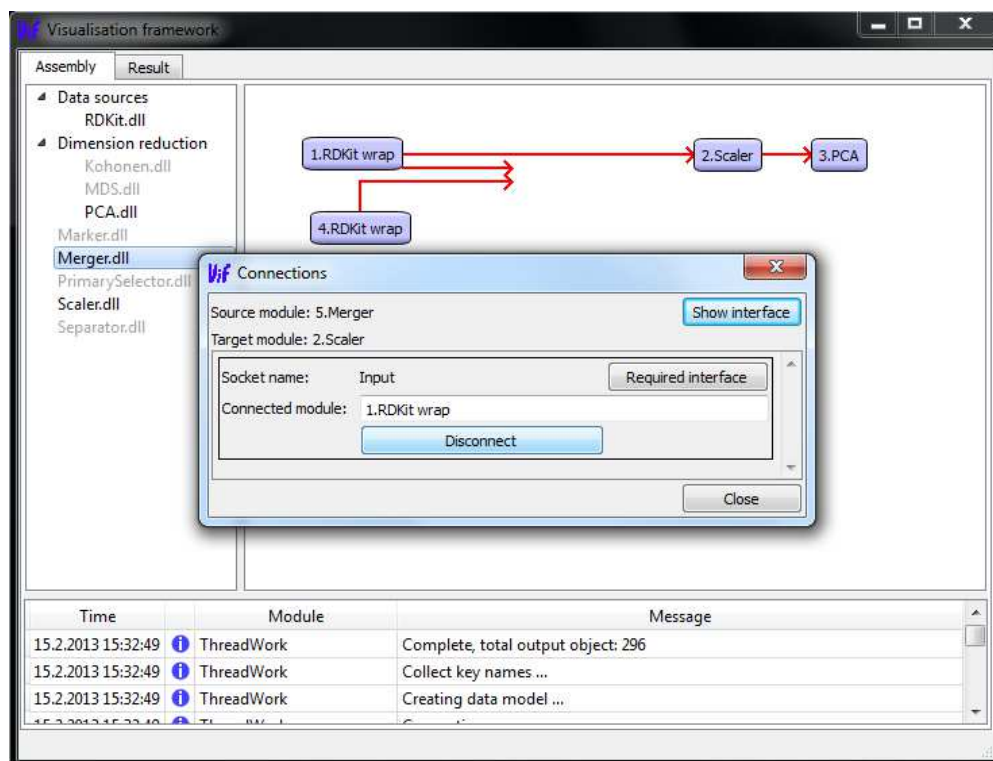 Vif Visualisation framework
Assembly Result
Data sources
RDKit.dll
Dimension reduction
Kohonen.dll
MDS.dll
PCA.dll
Marker.dll
Merger.dll
PrimarySelector.dll
Scaler.dll
Separator.dll
1.RDKit wrap
2.Scaler
3.PCA
4.RDKit wrap
Vif Connections
Source module: 5.Merger Show interface
Target module: 2.Scaler
Socket name: Input Required interface
Connected module: 1.RDKit wrap
Disconnect
Close
Time Module Message
15.2.2013 15:32:49 ThreadWork Complete, total output object: 296
15.2.2013 15:32:49 ThreadWork Collect key names ...
15.2.2013 15:32:49 ThreadWork Creating data model ...